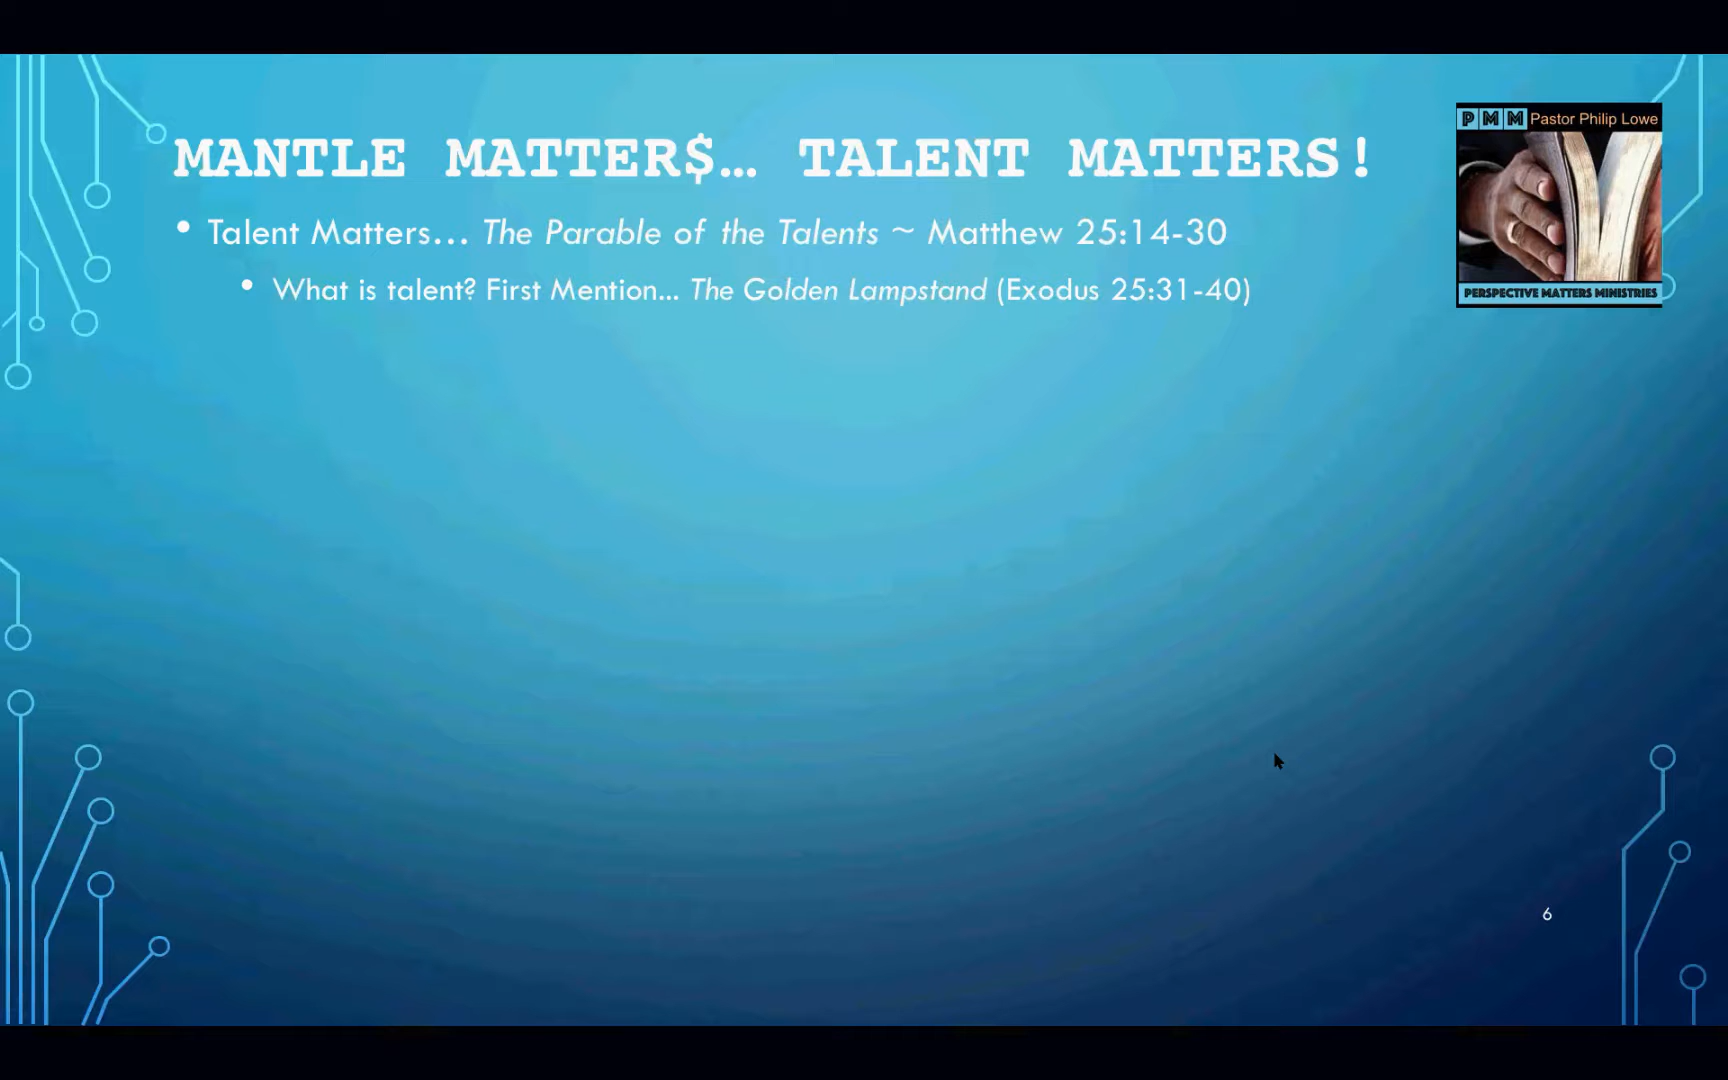 MANTLE MATTER$... TALENT MATTERS!
PMM Pastor Philip Lowe
• Talent Matters... The Parable of the Talents ~ Matthew 25:14-30
• What is talent? First Mention... The Golden Lampstand (Exodus 25:31-40)
PERSPECTIVE MATTERS MINISTRIES
6